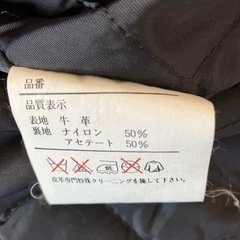 品番
品質表示
表地 牛革
裏地 ナイロン 50%
アセテート 50%
皮革専門特殊クリーニングを施して下さい